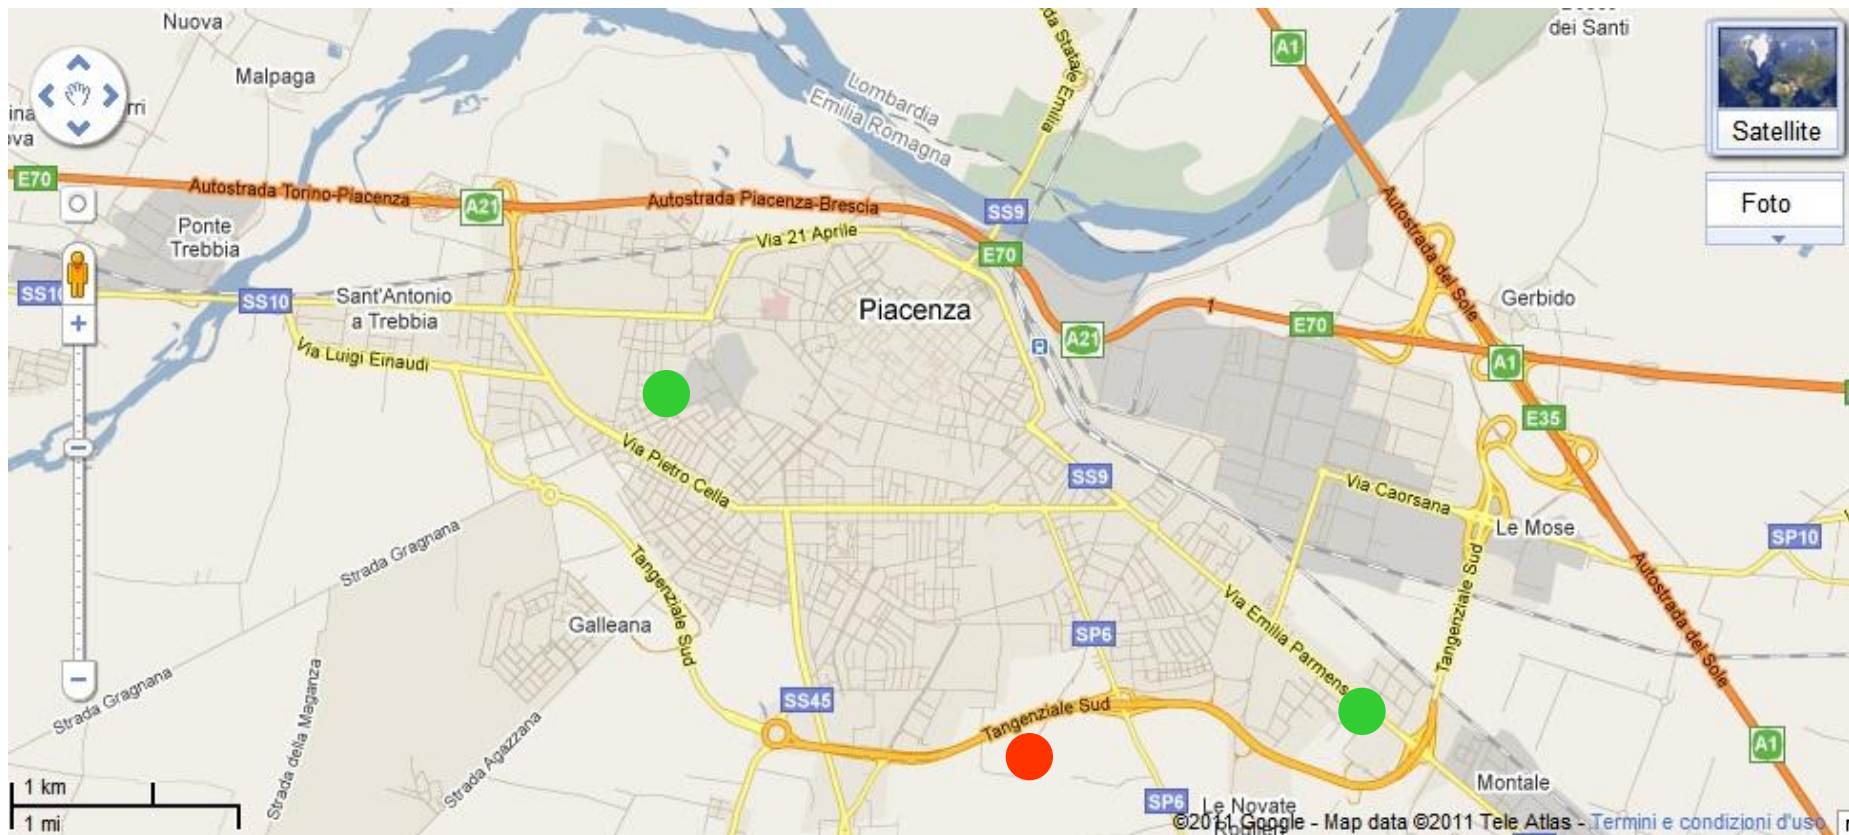 Nuova
Malpaga
dei Santi
A1
Satellite
Foto
Lombardia
Emilia Romagna
E70
Autostrada Torino-Piacenza
A21
Autostrada Piacenza-Brescia
SS9
Ponte
Trebbia
Via 21 Aprile
E70
Autostrada del Sole
SS10
Sant'Antonio
a Trebbia
Piacenza
A21
1
E70
Gerbido
A1
Via Luigi Einaudi
E35
Via Pietro Cella
SS9
Via Caorsana
Le Mose
SP10
Strada Gragnana
Tangenziale Sud
Galleana
SP6
Via Emilia Parmens
Tangenziale Sud
Autostrada del Sole
Strada Gragnana
Strada della Maganza
Strada Agazzana
SS45
Tangenziale Sud
A1
Montale
1 km
1 mi
SP6
Le Novate
©2011 Google - Map data ©2011 Tele Atlas - Termini e condizioni d'uso